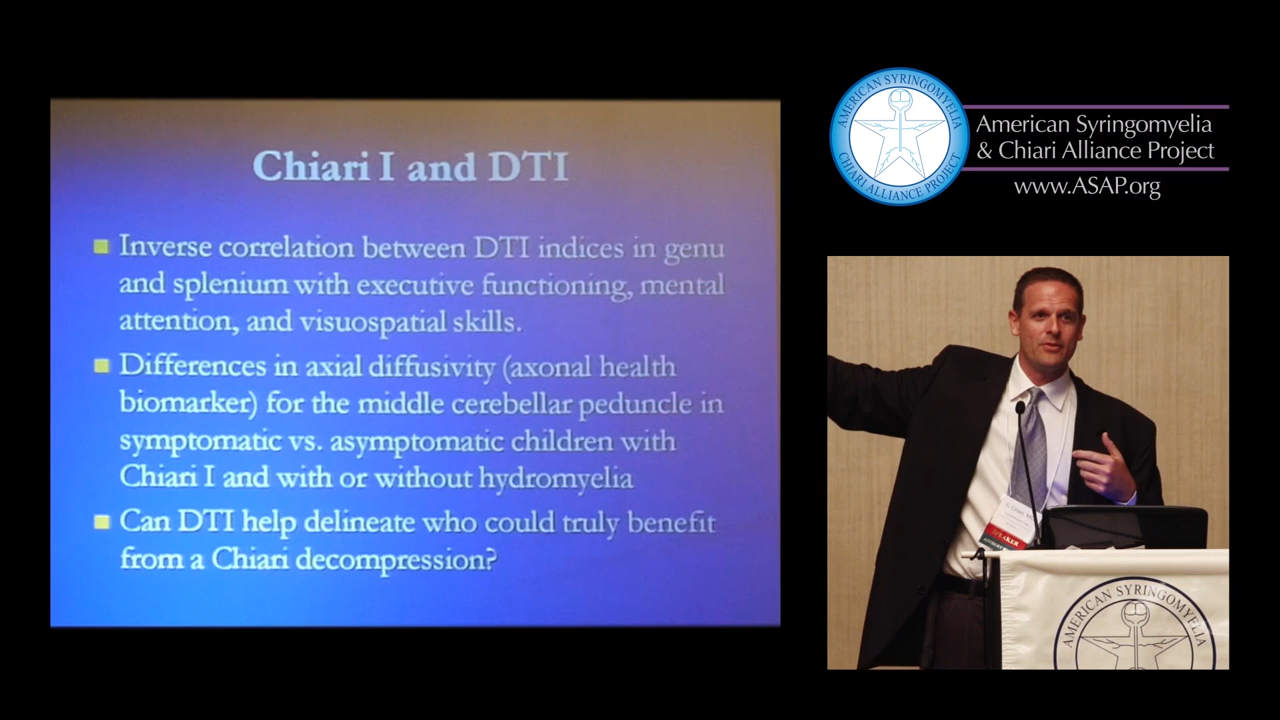 Chiari I and DTI
Inverse correlation between DTI indices in genu
and splenium with executive functioning, mental
attention, and visuospatial skills.
Differences in axial diffusivity (axonal health
biomarker) for the middle cerebellar peduncle in
symptomatic vs. asymptomatic children with
Chiari I and with or without hydromyelia
Can DTI help delineate who could truly benefit
from a Chiari decompression?
AMERICAN SYRINGOMYELIA
CHIARI ALLIANCE PROJECT
American Syringomyelia
& Chiari Alliance Project
www.ASAP.org
SPEAKER
AMERICAN SYRINGOMYELIA